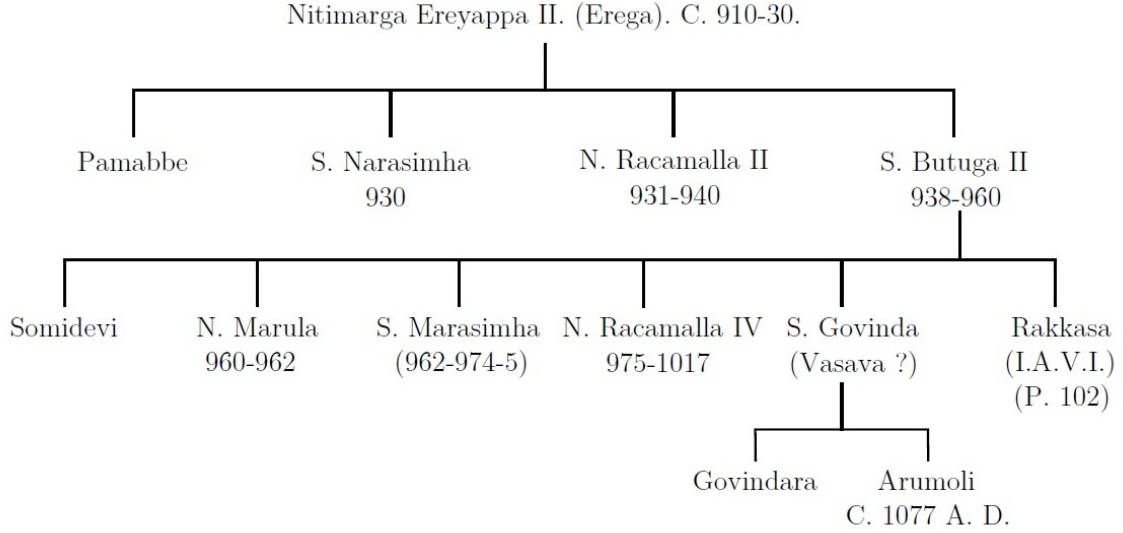 Nitimarga Ereyappa II. (Erega). C. 910-30.
Pamabbe S. Narasimha N. Racamalla II S. Butuga II
930 931-940 938-960
Somidevi N. Marula S. Marasimha N. Racamalla IV S. Govinda Rakkasa
960-962 (962-974-5) 975-1017 (Vasava ?) (I.A.V.I.)
(P. 102)
Govindara Arumoli
C. 1077 A. D.